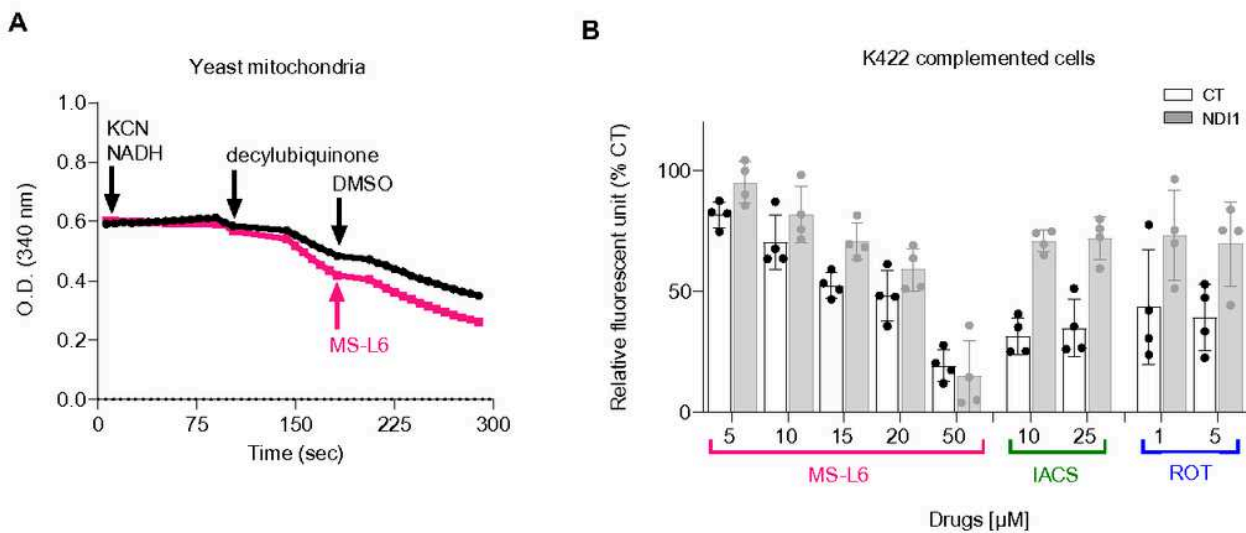 A
Yeast mitochondria
1.0
0.8
0.6
0.4
0.2
0.0
O.D. (340 nm)
KCN
NADH
decylubiquinone
DMSO
MS-L6
0
75
150
225
300
Time (sec)
B
K422 complemented cells
CT
NDI1
Relative fluorescent unit (% CT)
100
50
0
5
10
15
20
50
10
25
1
5
MS-L6
IACS
ROT
Drugs [µM]